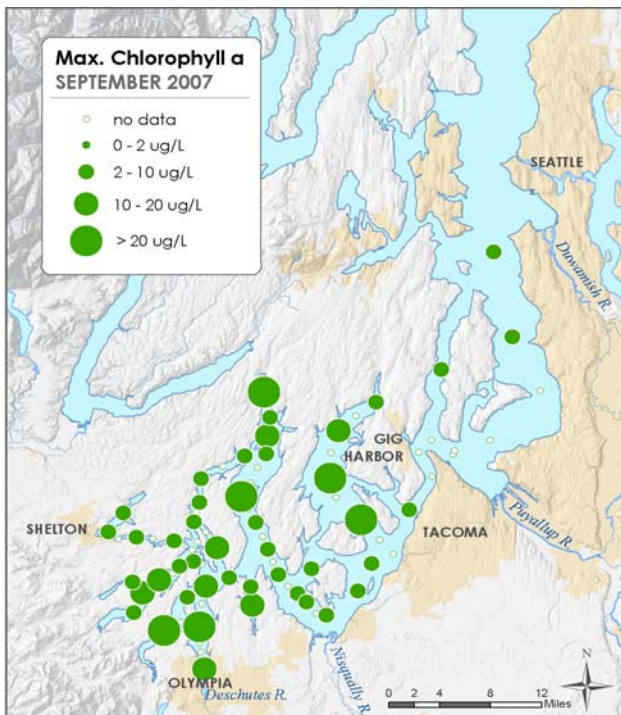 Max. Chlorophyll a
SEPTEMBER 2007
no data
0 - 2 ug/L
2 - 10 ug/L
10 - 20 ug/L
> 20 ug/L
SEATTLE
Duwamish R.
GIG
HARBOR
SHELTON
TACOMA
Puyallup R.
OLYMPIA
Deschutes R.
Nisqually R.
N
0 2 4 8 12
Miles